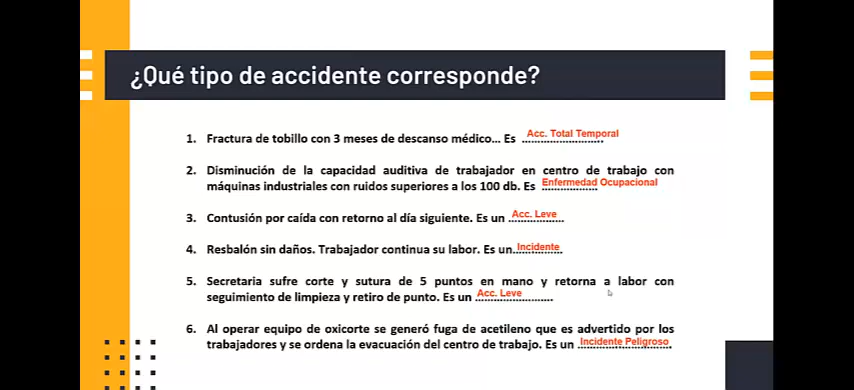 ¿Qué tipo de accidente corresponde?
1. Fractura de tobillo con 3 meses de descanso médico... Es Acc. Total Temporal
2. Disminución de la capacidad auditiva de trabajador en centro de trabajo con
máquinas industriales con ruidos superiores a los 100 db. Es Enfermedad Ocupacional
3. Contusión por caída con retorno al día siguiente. Es un Acc. Leve
4. Resbalón sin daños. Trabajador continua su labor. Es un Incidente
5. Secretaria sufre corte y sutura de 5 puntos en mano y retorna a labor con
seguimiento de limpieza y retiro de punto. Es un Acc. Leve
6. Al operar equipo de oxicorte se generó fuga de acetileno que es advertido por los
trabajadores y se ordena la evacuación del centro de trabajo. Es un Incidente Peligroso